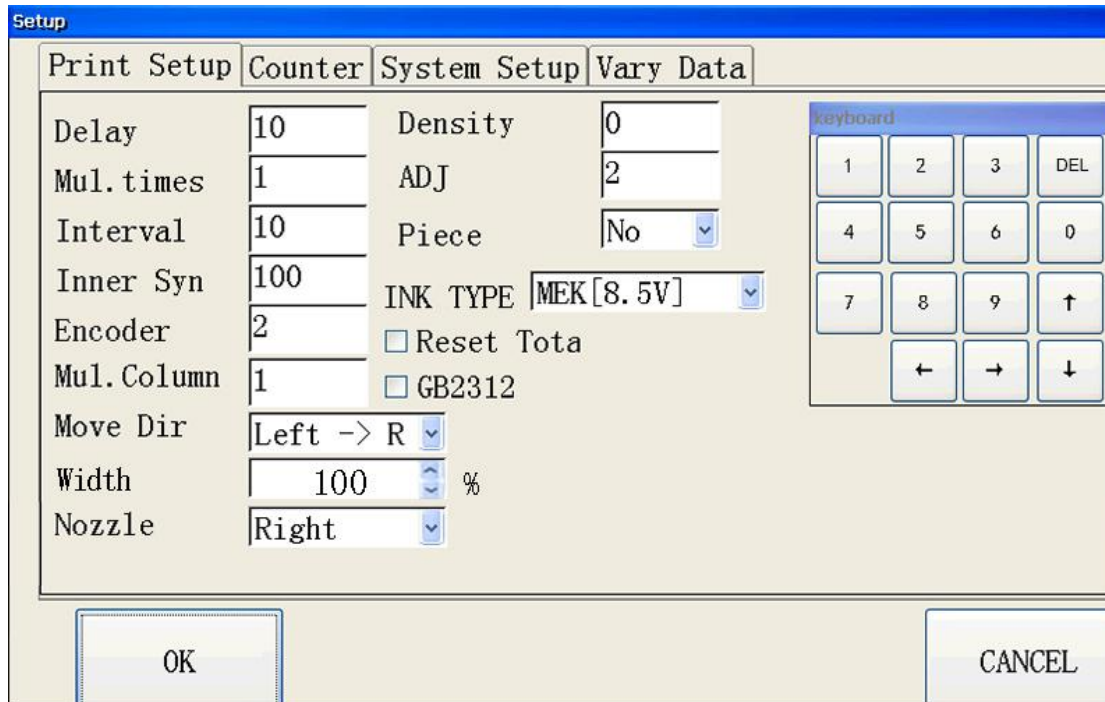 Setup
Print Setup Counter System Setup Vary Data
Delay 10 Density 0
Mul.times 1 ADJ 2
Interval 10 Piece No
Inner Syn 100 INK TYPE MEK[8.5V]
Encoder 2 Reset Tota
Mul.Column 1 GB2312
Move Dir Left -> R
Width 100 %
Nozzle Right
keyboard
1 2 3 DEL
4 5 6 0
7 8 9 ↑
← → ↓
OK CANCEL